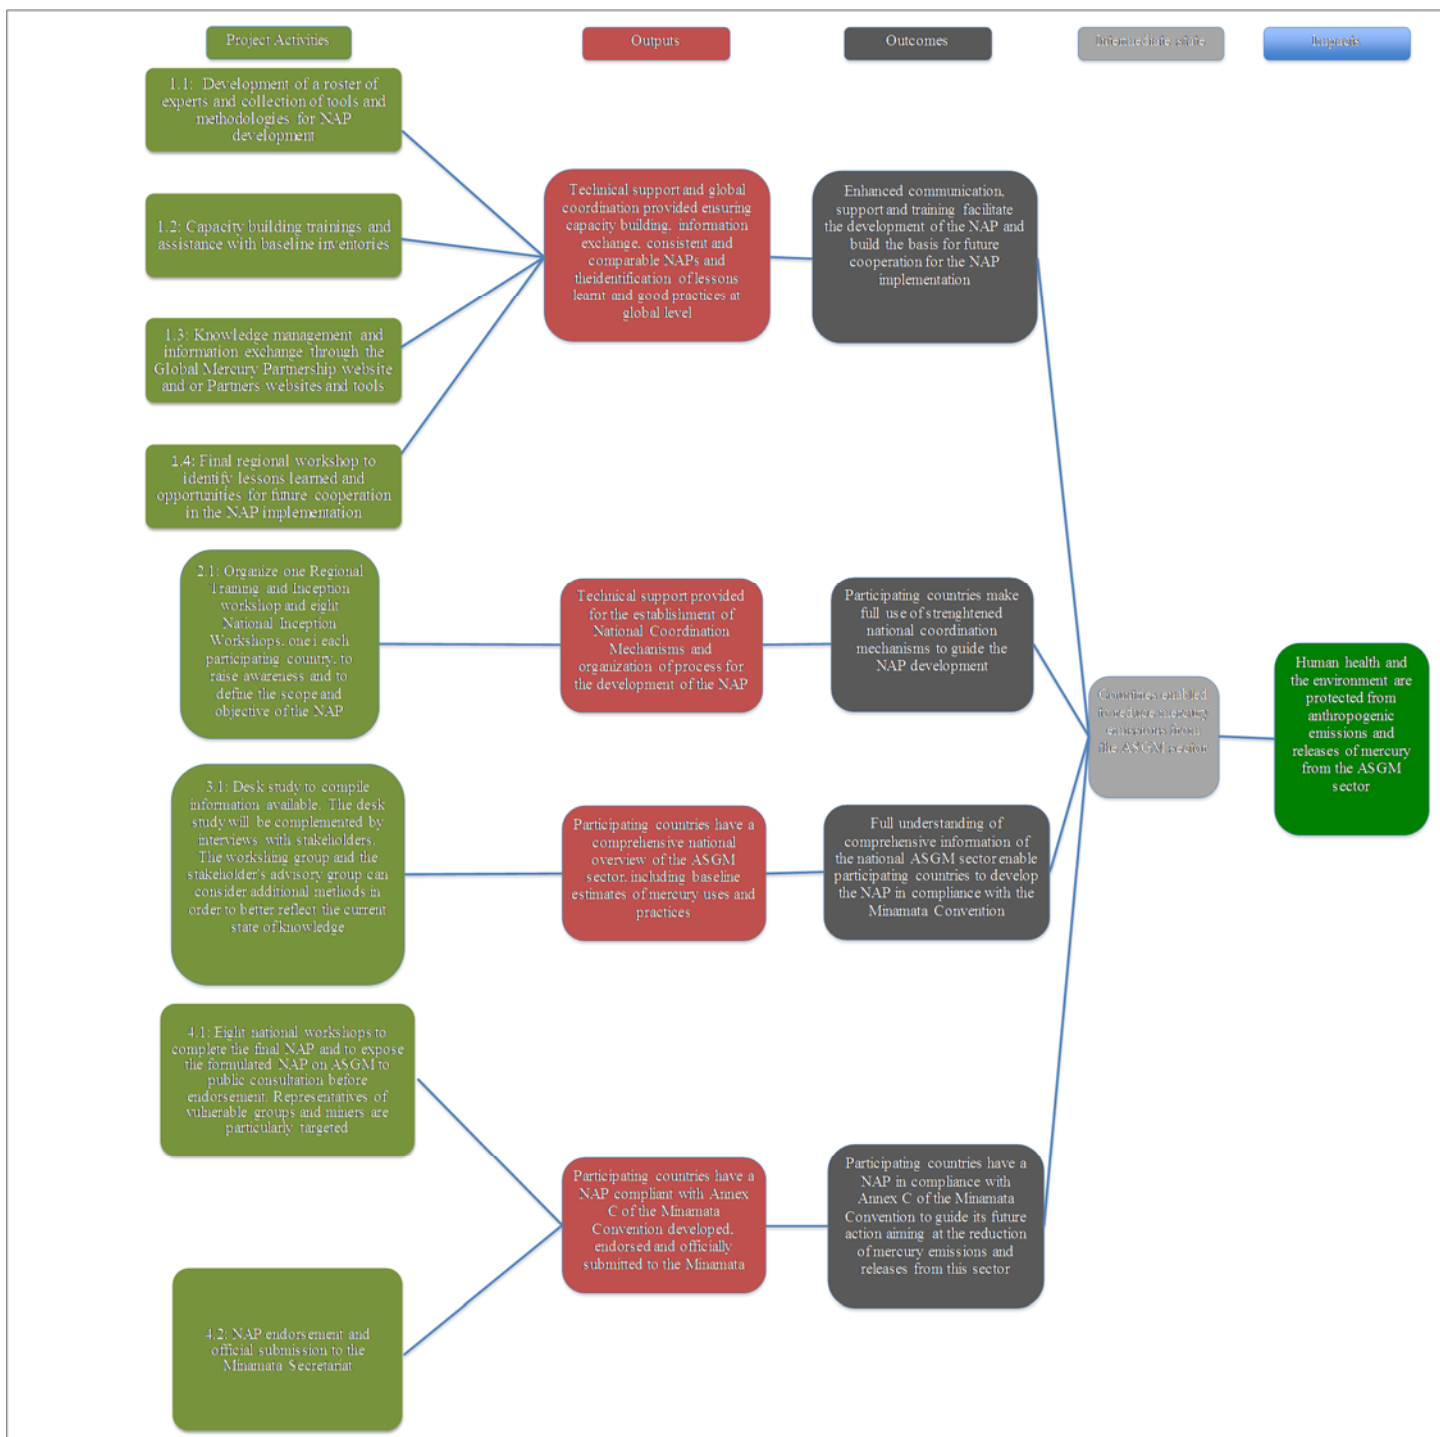 Project Activities
Outputs
Outcomes
Intermediate state
Impacts
1.1: Development of a roster of
experts and collection of tools and
methodologies for NAP
development
1.2: Capacity building trainings and
assistance with baseline inventories
1.3: Knowledge management and
information exchange through the
Global Mercury Partnership website
and or Partners websites and tools
1.4: Final regional workshop to
identify lessons learned and
opportunities for future cooperation
in the NAP implementation
Technical support and global
coordination provided ensuring
capacity building, information
exchange, consistent and
comparable NAPs and
theidentification of lessons
learnt and good practices at
global level
Enhanced communication,
support and training facilitate
the development of the NAP and
build the basis for future
cooperation for the NAP
implementation
2.1: Organize one Regional
Training and Inception
workshop and eight
National Inception
Workshops, one i each
participating country, to
raise awareness and to
define the scope and
objective of the NAP
Technical support provided
for the establishment of
National Coordination
Mechanisms and
organization of process for
the development of the NAP
Participating countries make
full use of strenghtened
national coordination
mechanisms to guide the
NAP development
3.1: Desk study to compile
information available. The desk
study will be complemented by
interviews with stakeholders.
The workshing group and the
stakeholder's advisory group can
consider additional methods in
order to better reflect the current
state of knowledge
Participating countries have a
comprehensive national
overview of the ASGM
sector, including baseline
estimates of mercury uses and
practices
Full understanding of
comprehensive information of
the national ASGM sector enable
participating countries to develop
the NAP in compliance with the
Minamata Convention
4.1: Eight national workshops to
complete the final NAP and to expose
the formulated NAP on ASGM to
public consultation before
endorsement. Representatives of
vulnerable groups and miners are
particularly targeted
4.2: NAP endorsement and
official submission to the
Minamata Secretariat
Participating countries have a
NAP compliant with Annex
C of the Minamata
Convention developed,
endorsed and officially
submitted to the Minamata
Participating countries have a
NAP in compliance with
Annex C of the Minamata
Convention to guide its future
action aiming at the reduction
of mercury emissions and
releases from this sector
Countries enabled
to reduce mercury
emissions from
the ASGM sector
Human health and
the environment are
protected from
anthropogenic
emissions and
releases of mercury
from the ASGM
sector